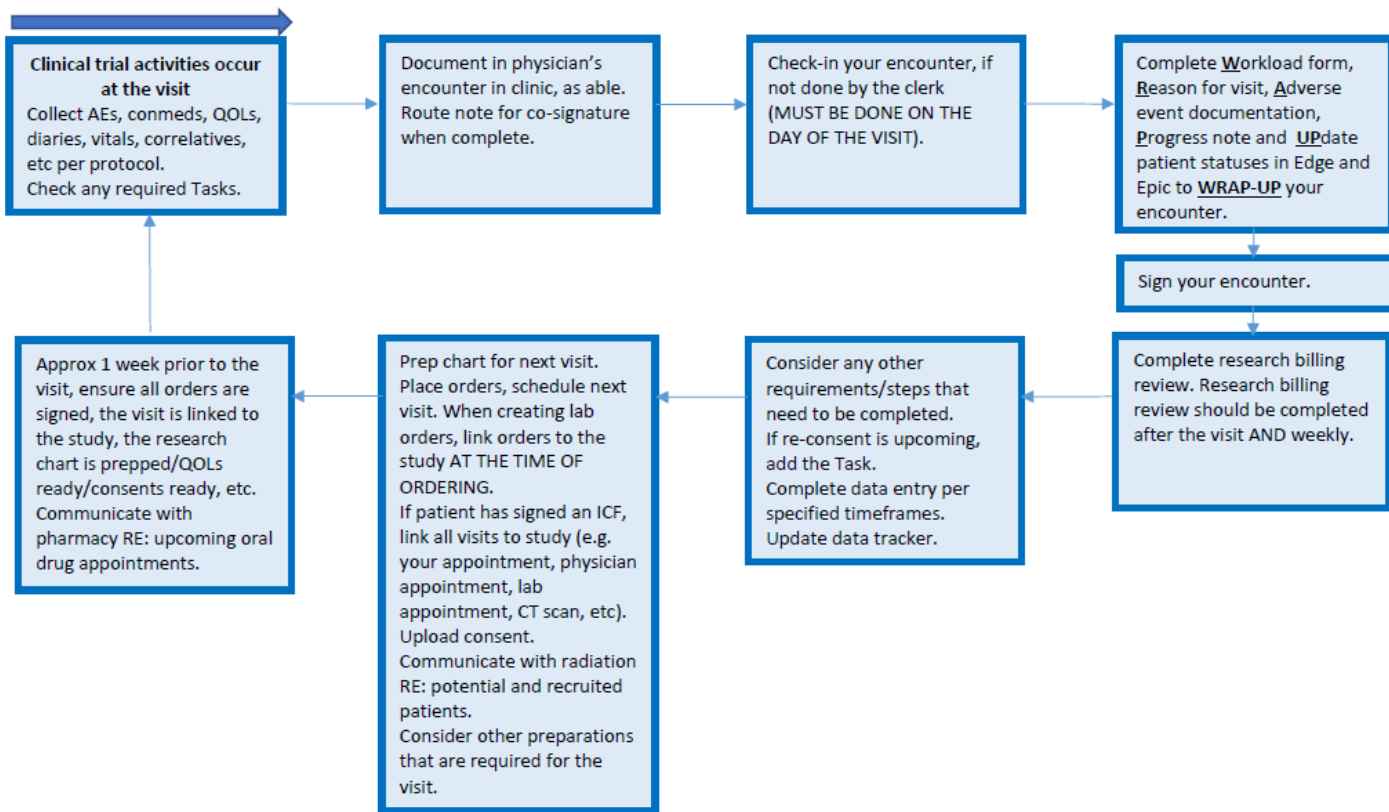 Clinical trial activities occur
at the visit
Collect AEs, conmeds, QOLs,
diaries, vitals, correlatives,
etc per protocol.
Check any required Tasks.
Document in physician's
encounter in clinic, as able.
Route note for co-signature
when complete.
Check-in your encounter, if
not done by the clerk
(MUST BE DONE ON THE
DAY OF THE VISIT).
Complete Workload form,
Reason for visit, Adverse
event documentation,
Progress note and UPdate
patient statuses in Edge and
Epic to WRAP-UP your
encounter.
Sign your encounter.
Complete research billing
review. Research billing
review should be completed
after the visit AND weekly.
Consider any other
requirements/steps that
need to be completed.
If re-consent is upcoming,
add the Task.
Complete data entry per
specified timeframes.
Update data tracker.
Prep chart for next visit.
Place orders, schedule next
visit. When creating lab
orders, link orders to the
study AT THE TIME OF
ORDERING.
If patient has signed an ICF,
link all visits to study (e.g.
your appointment, physician
appointment, lab
appointment, CT scan, etc).
Upload consent.
Communicate with radiation
RE: potential and recruited
patients.
Consider other preparations
that are required for the
visit.
Approx 1 week prior to the
visit, ensure all orders are
signed, the visit is linked to
the study, the research
chart is prepped/QOLs
ready/consents ready, etc.
Communicate with
pharmacy RE: upcoming oral
drug appointments.